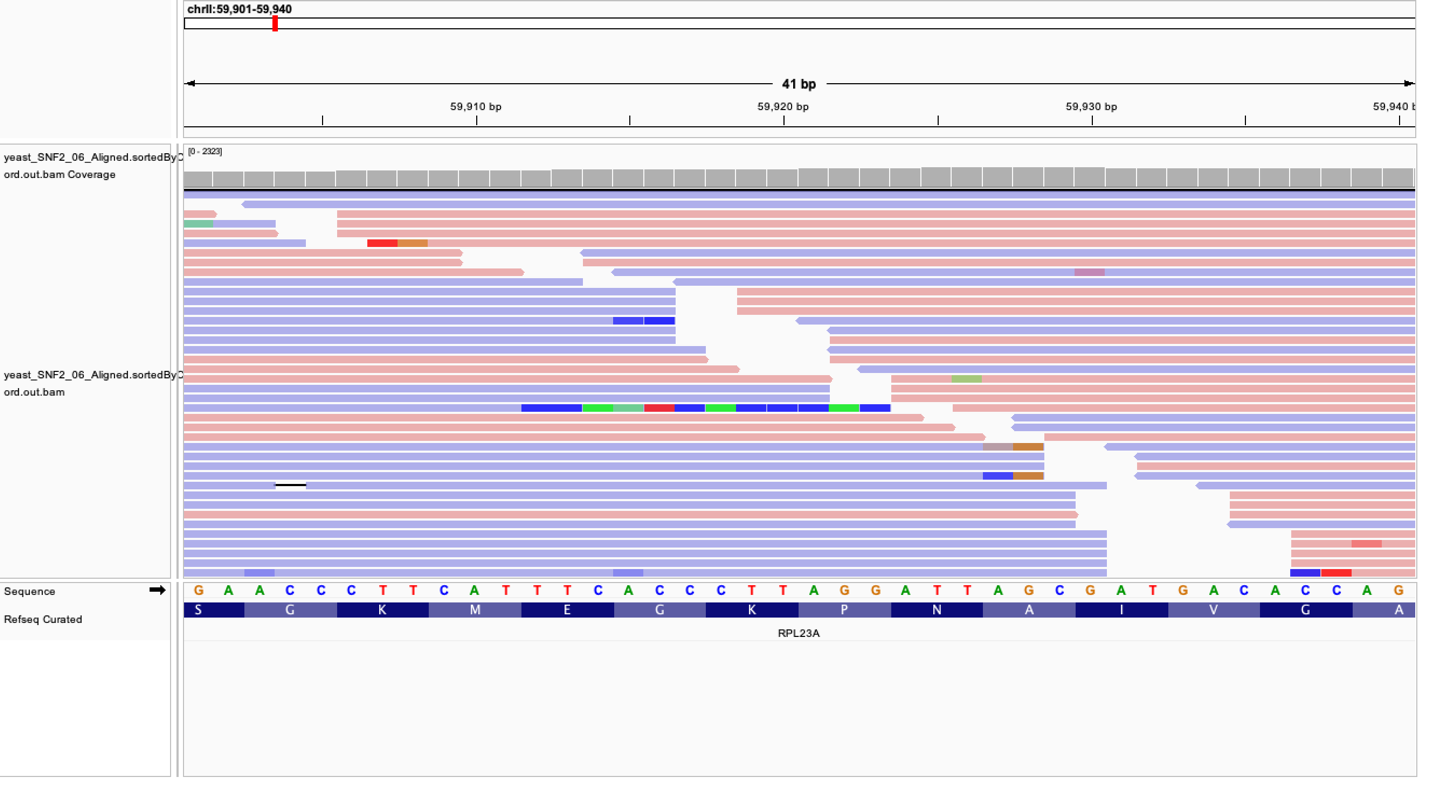 chrII:59,901-59,940
41 bp
59,910 bp 59,920 bp 59,930 bp 59,940 b
yeast_SNF2_06_Aligned.sortedByC
ord.out.bam Coverage
[0 - 2323]
yeast_SNF2_06_Aligned.sortedByC
ord.out.bam
Sequence
G A A C C C T T C A T T T C A C C C T T A G G A T T A G C G A T G A C A C C A G
Refseq Curated
S G K M E G K P N A I V G A
RPL23A